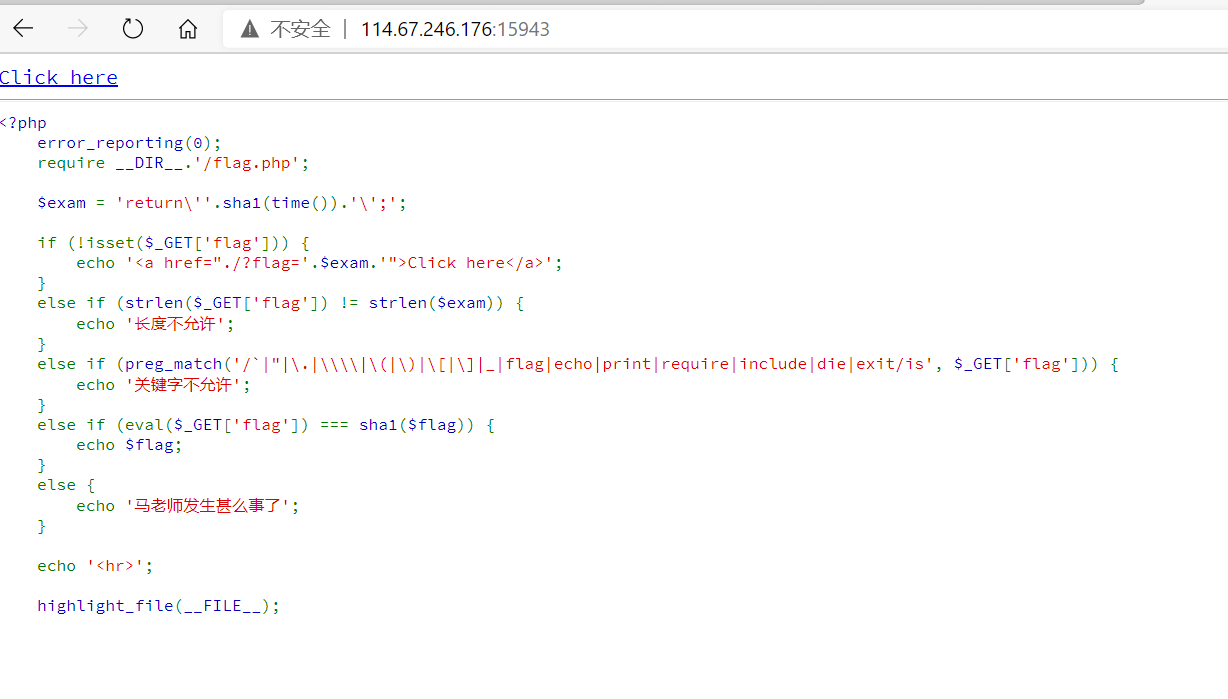 不安全 | 114.67.246.176:15943
Click here
<?php
    error_reporting(0);
    require __DIR__.'/flag.php';

    $exam = 'return\''.sha1(time()).'\';';

    if (!isset($_GET['flag'])) {
        echo '<a href="./?flag='.$exam.'">Click here</a>';
    }
    else if (strlen($_GET['flag']) != strlen($exam)) {
        echo '长度不允许';
    }
    else if (preg_match('/`|"|\.|\\\\|\(|\)|\[|\]|_|flag|echo|print|require|include|die|exit/is', $_GET['flag'])) {
        echo '关键字不允许';
    }
    else if (eval($_GET['flag']) === sha1($flag)) {
        echo $flag;
    }
    else {
        echo '马老师发生甚么事了';
    }

    echo '<hr>';

    highlight_file(__FILE__);